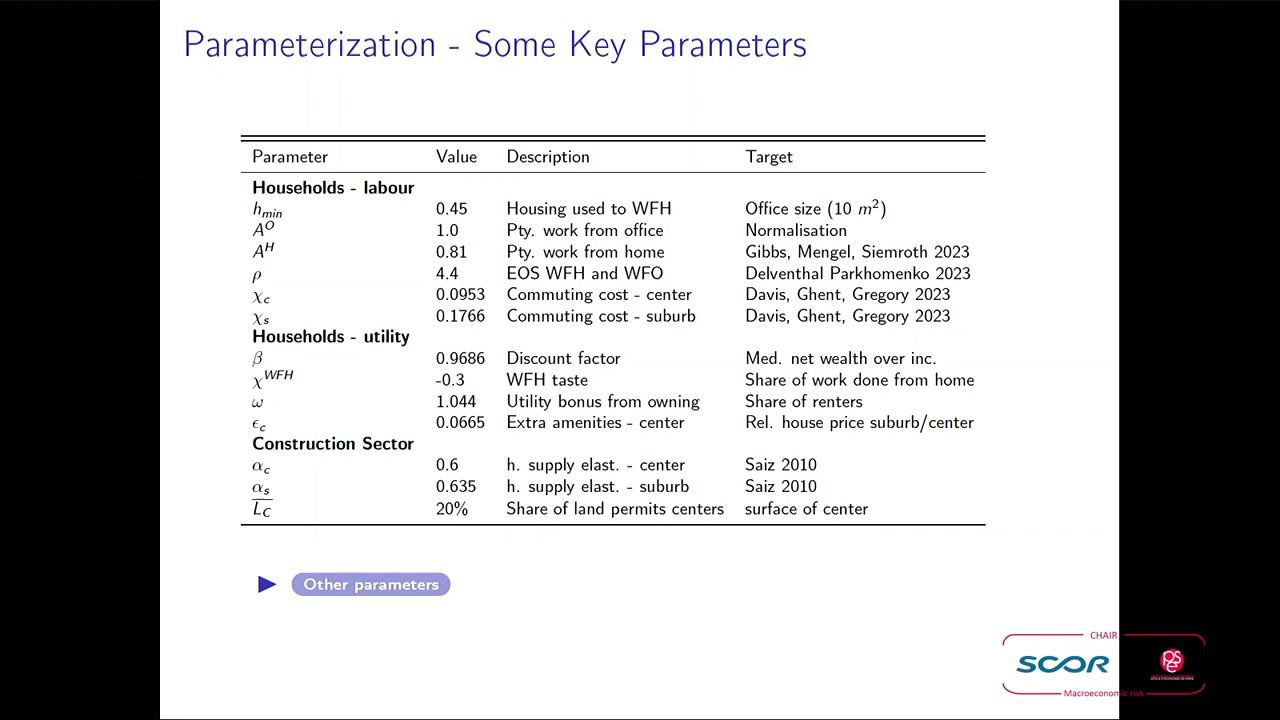 Parameterization - Some Key Parameters
Parameter Value Description Target
Households - labour
h_min 0.45 Housing used to WFH Office size (10 m²)
A^O 1.0 Pty. work from office Normalisation
A^H 0.81 Pty. work from home Gibbs, Mengel, Siemroth 2023
ρ 4.4 EOS WFH and WFO Delventhal Parkhomenko 2023
χ_c 0.0953 Commuting cost - center Davis, Ghent, Gregory 2023
χ_s 0.1766 Commuting cost - suburb Davis, Ghent, Gregory 2023
Households - utility
β 0.9686 Discount factor Med. net wealth over inc.
χ^WFH -0.3 WFH taste Share of work done from home
ω 1.044 Utility bonus from owning Share of renters
ϵ_c 0.0665 Extra amenities - center Rel. house price suburb/center
Construction Sector
α_c 0.6 h. supply elast. - center Saiz 2010
α_s 0.635 h. supply elast. - suburb Saiz 2010
L̅_C 20% Share of land permits centers surface of center
Other parameters
CHAIR
SCOR
pse
Macroeconomic risk